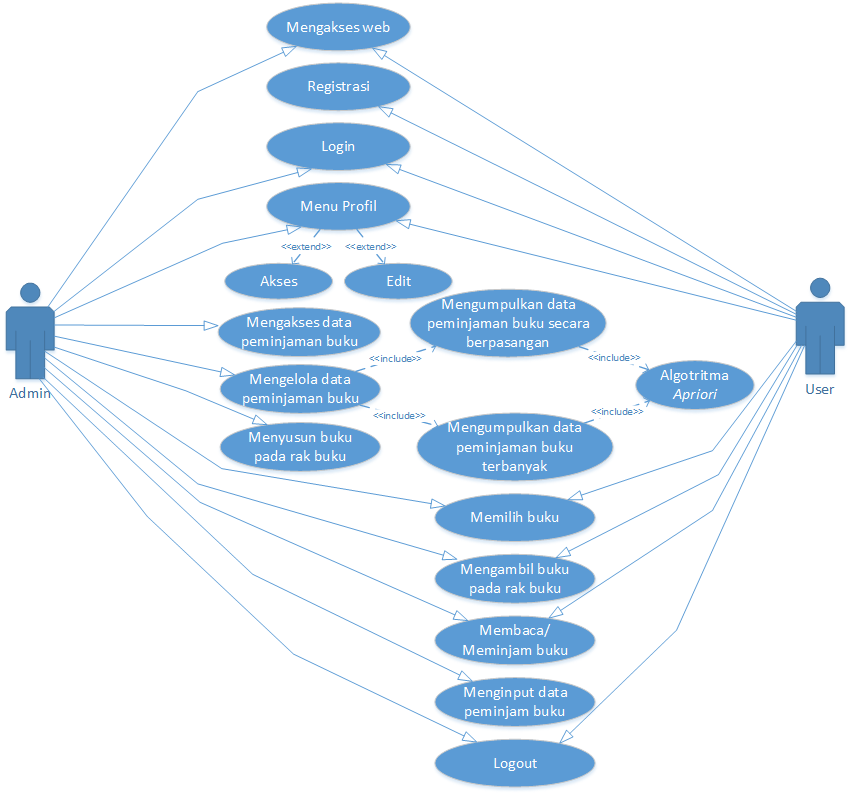 Mengakses web
Registrasi
Login
Menu Profil
<<extend>>
<<extend>>
Akses
Edit
Mengakses data
peminjaman buku
Mengumpulkan data
peminjaman buku secara
berpasangan
<<include>>
<<include>>
Mengelola data
peminjaman buku
Algotritma
Apriori
Admin
User
<<include>>
<<include>>
Menyusun buku
pada rak buku
Mengumpulkan data
peminjaman buku
terbanyak
Memilih buku
Mengambil buku
pada rak buku
Membaca/
Meminjam buku
Menginput data
peminjam buku
Logout